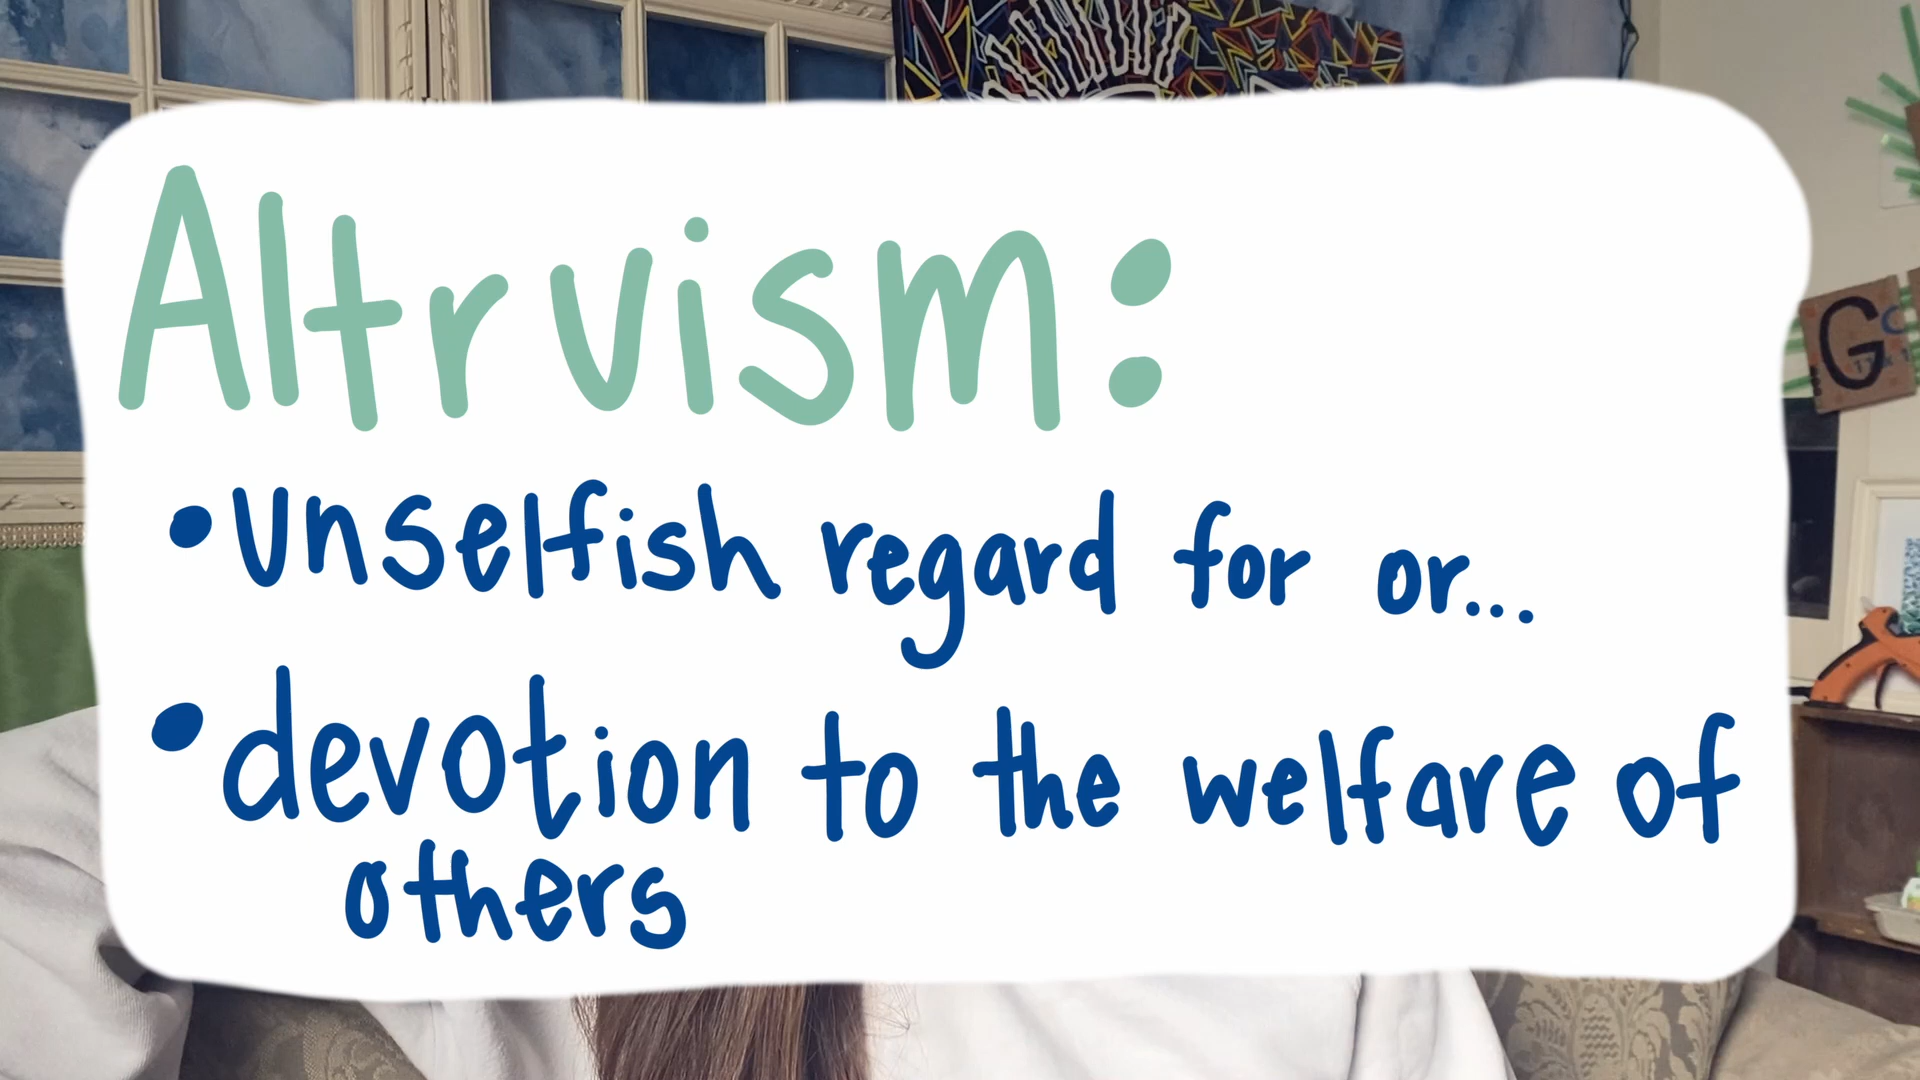 Altruism:
• unselfish regard for or...
• devotion to the welfare of
others
G